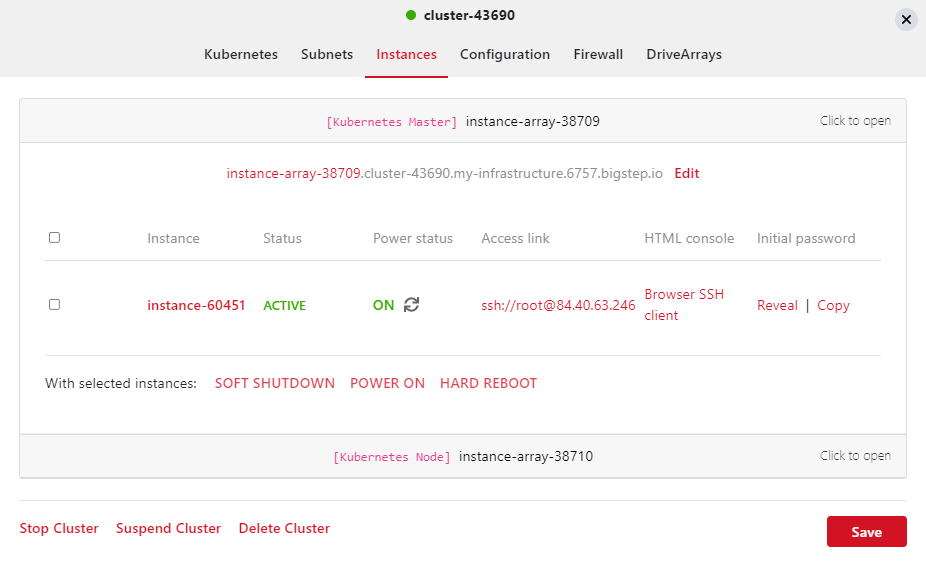 cluster-43690
Kubernetes Subnets Instances Configuration Firewall DriveArrays
[Kubernetes Master] instance-array-38709 Click to open
instance-array-38709.cluster-43690.my-infrastructure.6757.bigstep.io Edit
Instance Status Power status Access link HTML console Initial password
instance-60451 ACTIVE ON ssh://root@84.40.63.246 Browser SSH client Reveal | Copy
With selected instances: SOFT SHUTDOWN POWER ON HARD REBOOT
[Kubernetes Node] instance-array-38710 Click to open
Stop Cluster Suspend Cluster Delete Cluster Save